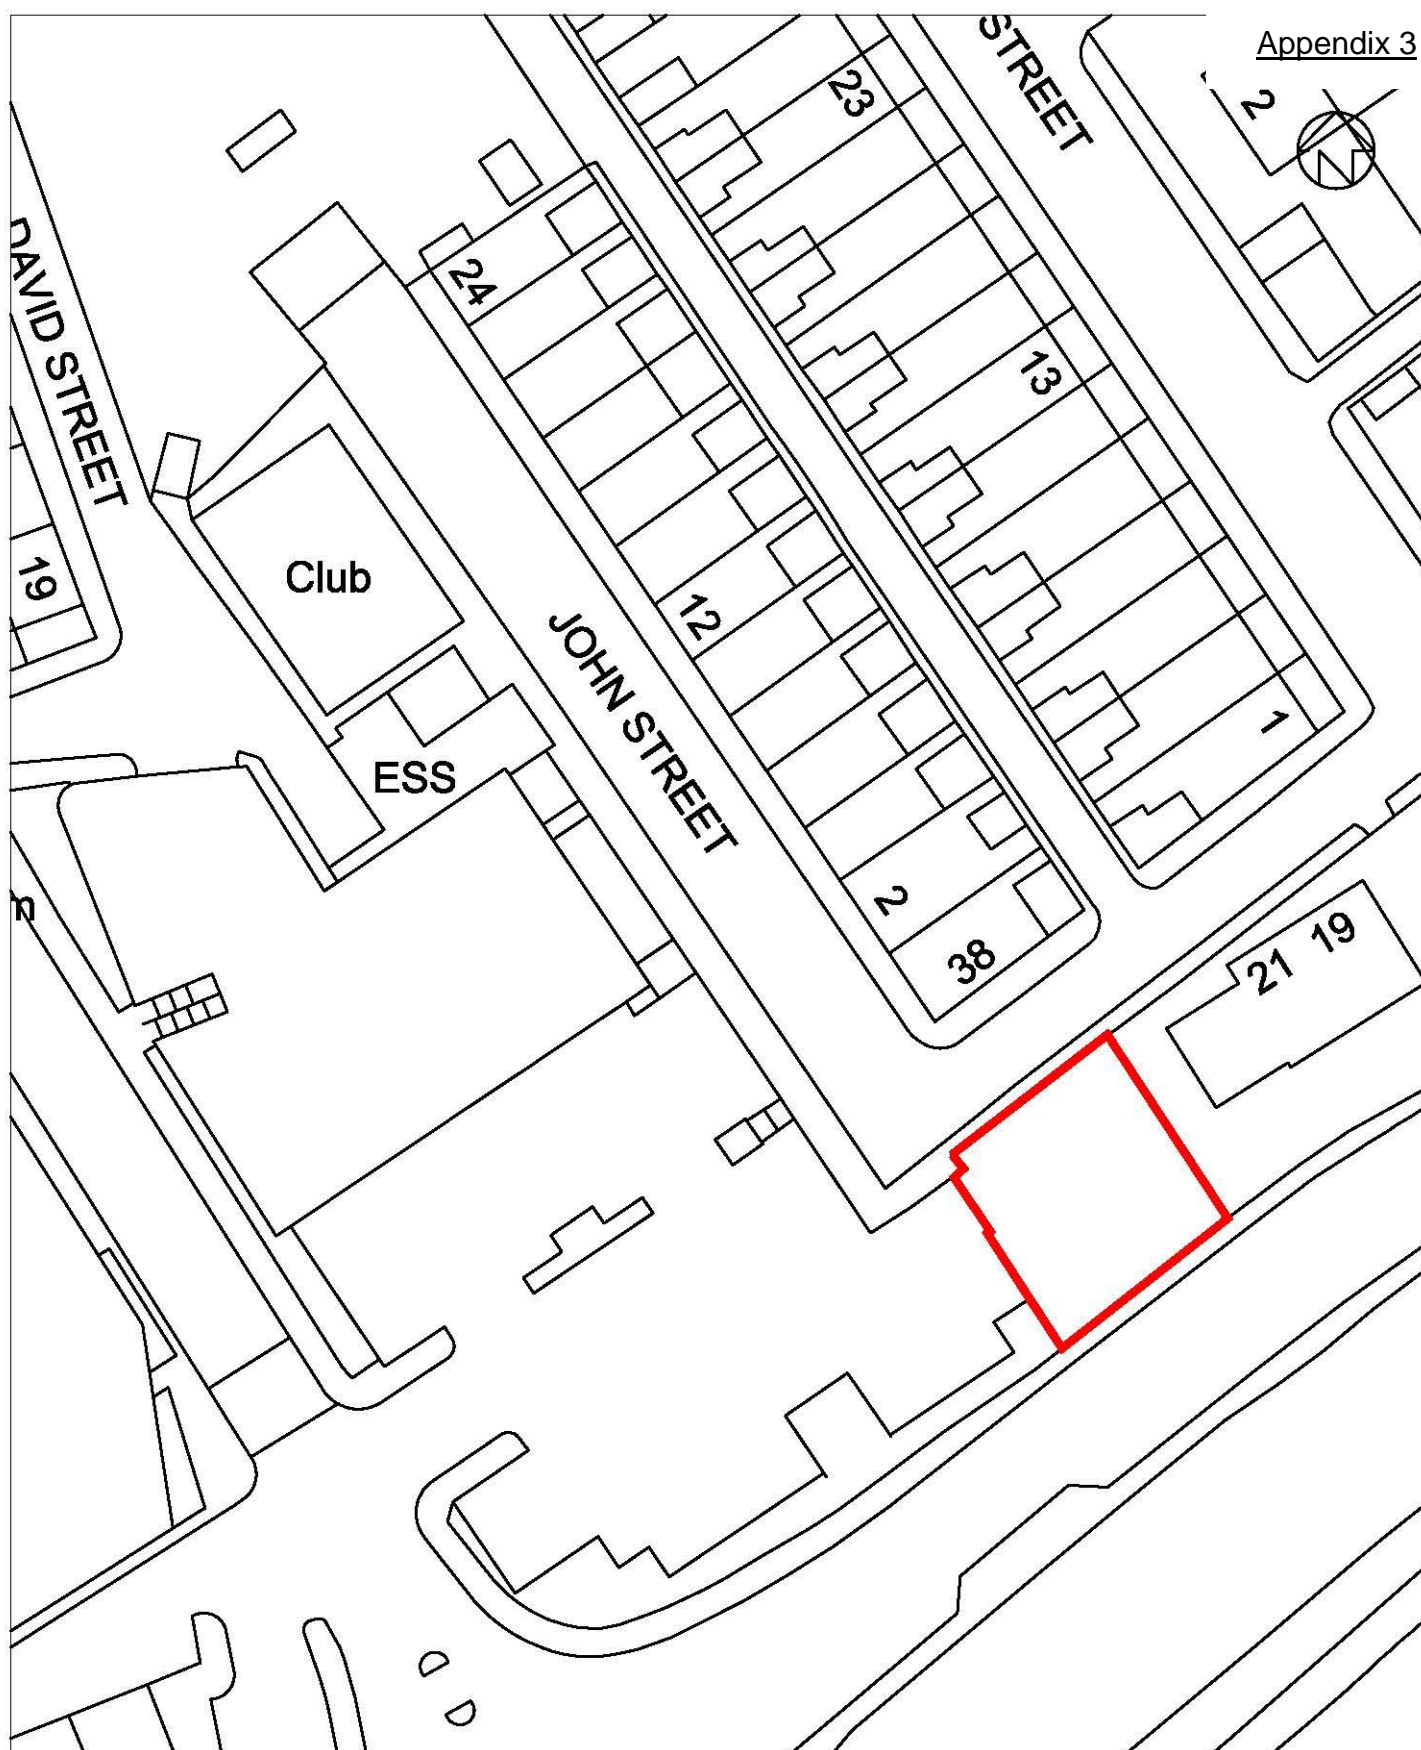 Appendix 3
STREET
23
2
N
DAVID STREET
24
13
19
Club
12
JOHN STREET
1
ESS
2
n
38
21 19